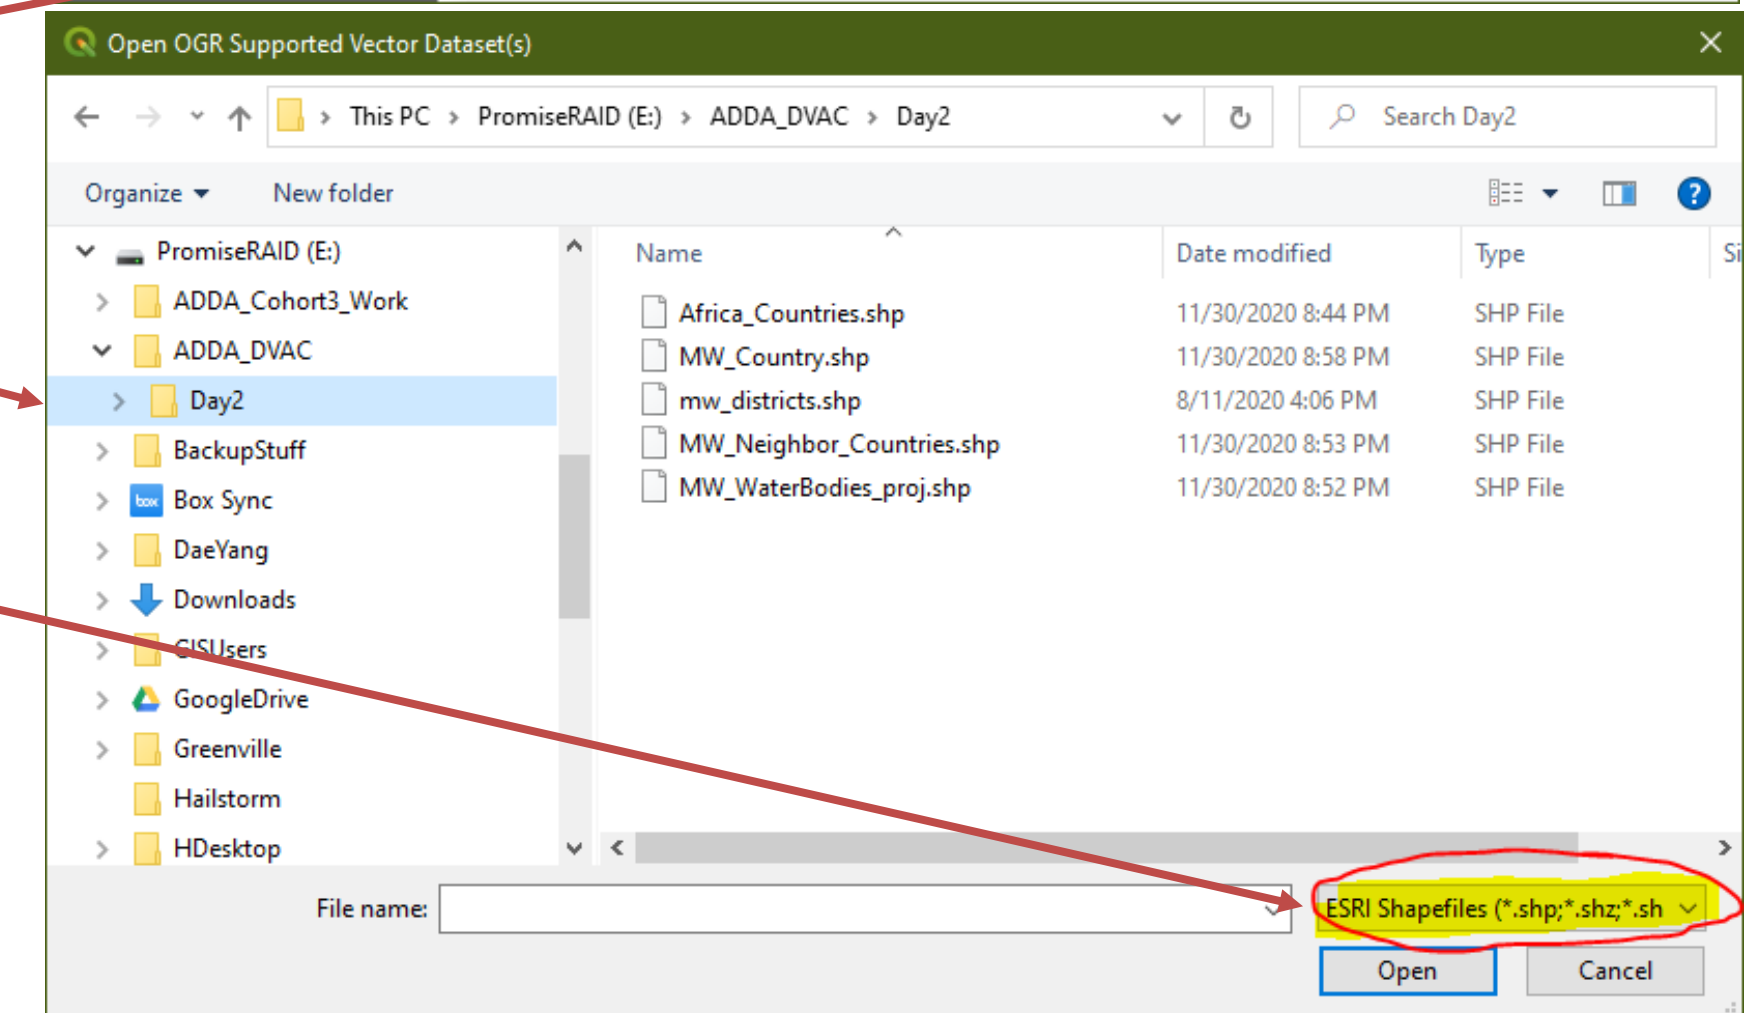 Open OGR Supported Vector Dataset(s)
This PC > PromiseRAID (E:) > ADDA_DVAC > Day2
Search Day2
Organize
New folder
PromiseRAID (E:)
ADDA_Cohort3_Work
ADDA_DVAC
Day2
BackupStuff
box Box Sync
DaeYang
Downloads
GISUsers
GoogleDrive
Greenville
Hailstorm
HDesktop
Name Date modified Type Si
Africa_Countries.shp 11/30/2020 8:44 PM SHP File
MW_Country.shp 11/30/2020 8:58 PM SHP File
mw_districts.shp 8/11/2020 4:06 PM SHP File
MW_Neighbor_Countries.shp 11/30/2020 8:53 PM SHP File
MW_WaterBodies_proj.shp 11/30/2020 8:52 PM SHP File
File name:
ESRI Shapefiles (*.shp;*.shz;*.sh
Open
Cancel